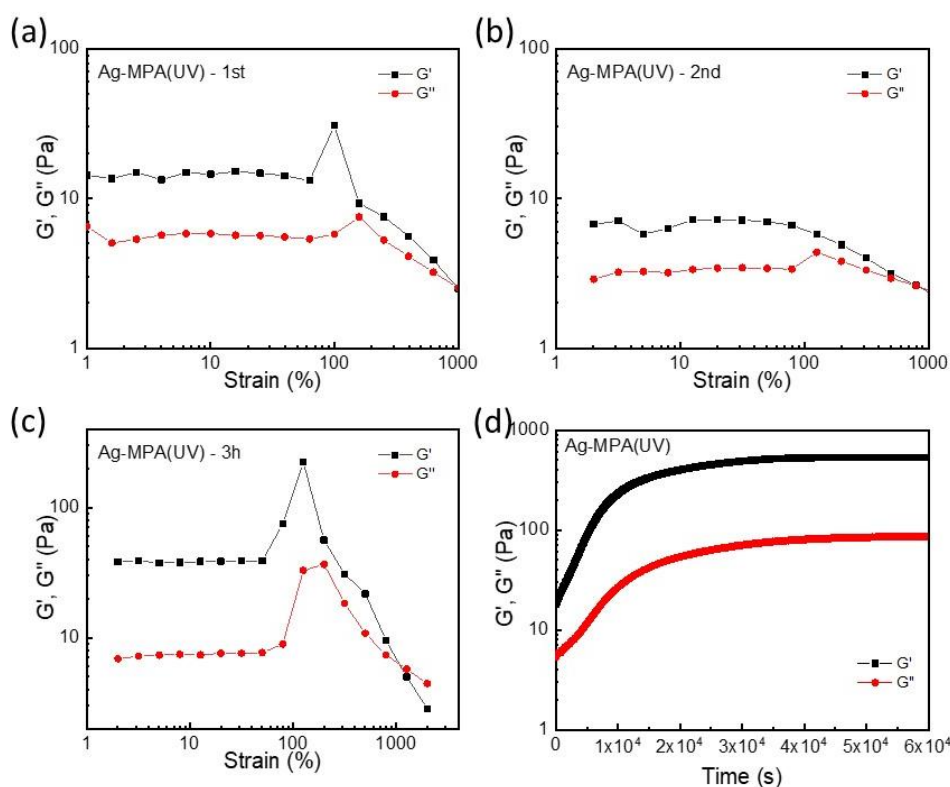 (a)
100
Ag-MPA(UV) - 1st
G'
G"
G', G" (Pa)
10
1
1 10 100 1000
Strain (%)
(b)
100
Ag-MPA(UV) - 2nd
G'
G"
G', G" (Pa)
10
1
1 10 100 1000
Strain (%)
(c)
Ag-MPA(UV) - 3h
G'
G"
G', G" (Pa)
100
10
1 10 100 1000
Strain (%)
(d)
1000
Ag-MPA(UV)
G', G" (Pa)
100
10
1
G'
G"
0 1x10⁴ 2x10⁴ 3x10⁴ 4x10⁴ 5x10⁴ 6x10⁴
Time (s)